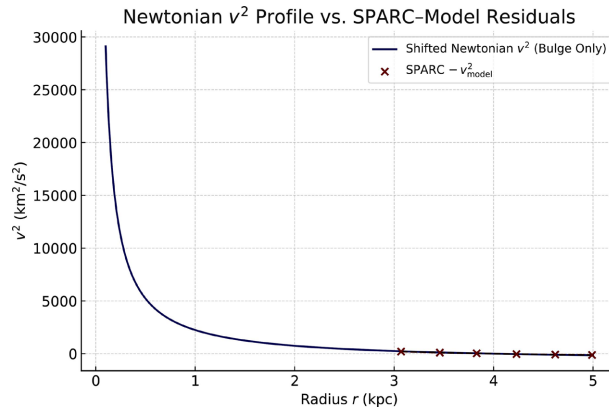 Newtonian v² Profile vs. SPARC–Model Residuals
30000
25000
20000
15000
10000
5000
0
v² (km²/s²)
Shifted Newtonian v² (Bulge Only)
SPARC − v²model
0 1 2 3 4 5
Radius r (kpc)